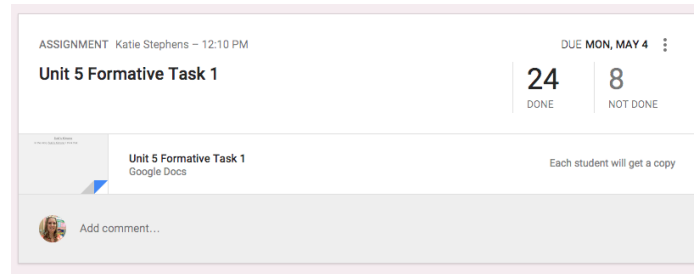 ASSIGNMENT Katie Stephens – 12:10 PM
DUE MON, MAY 4
Unit 5 Formative Task 1
24
8
DONE
NOT DONE
Unit 5 Formative Task 1
Google Docs
Each student will get a copy
Add comment...